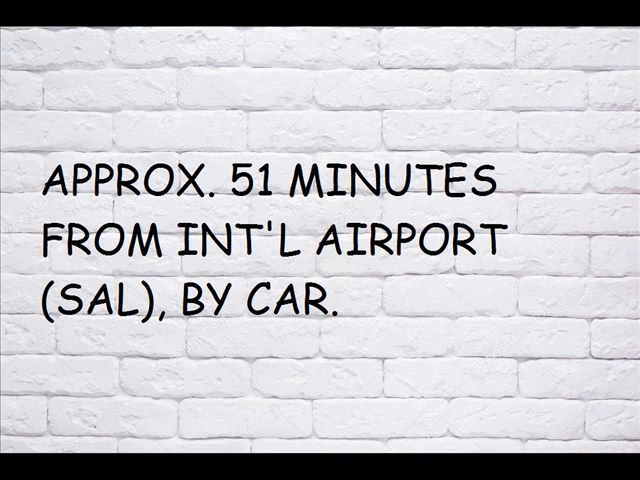 APPROX. 51 MINUTES
FROM INT'L AIRPORT
(SAL), BY CAR.